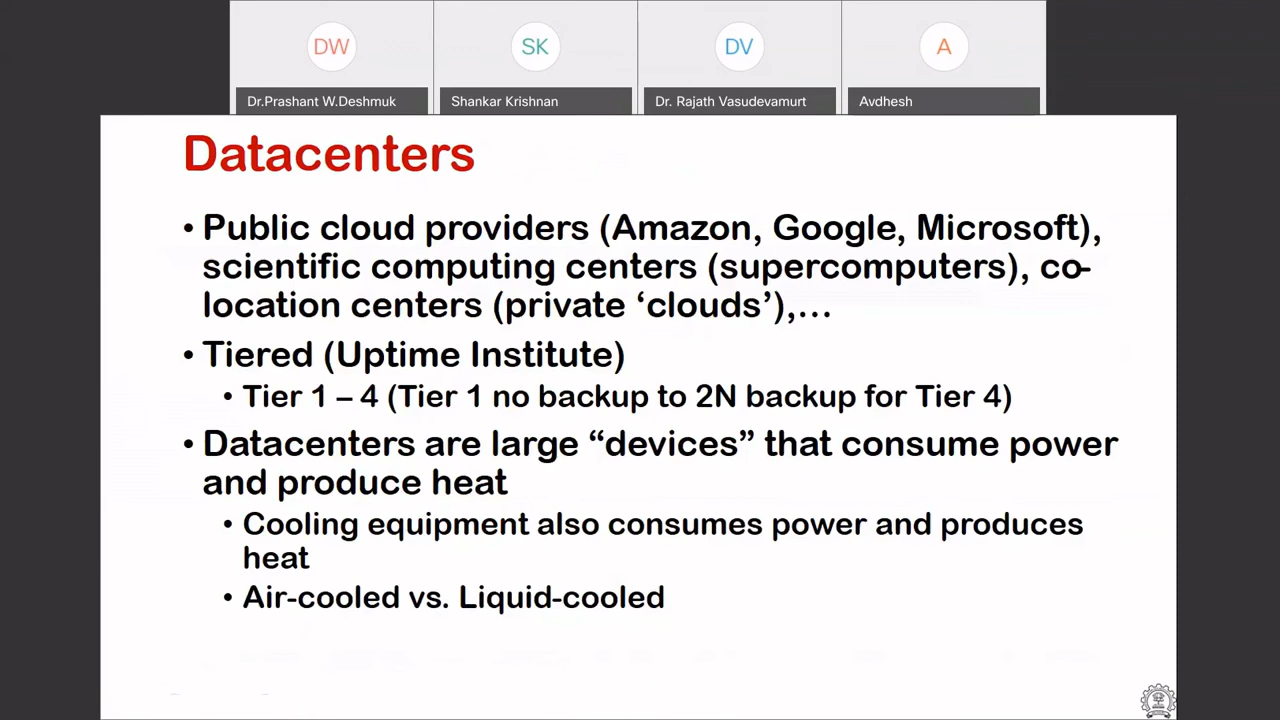 DW
SK
DV
A
Dr.Prashant W.Deshmuk
Shankar Krishnan
Dr. Rajath Vasudevamurt
Avdhesh
Datacenters
• Public cloud providers (Amazon, Google, Microsoft),
scientific computing centers (supercomputers), co-
location centers (private ‘clouds’),…
• Tiered (Uptime Institute)
• Tier 1 – 4 (Tier 1 no backup to 2N backup for Tier 4)
• Datacenters are large “devices” that consume power
and produce heat
• Cooling equipment also consumes power and produces
heat
• Air-cooled vs. Liquid-cooled